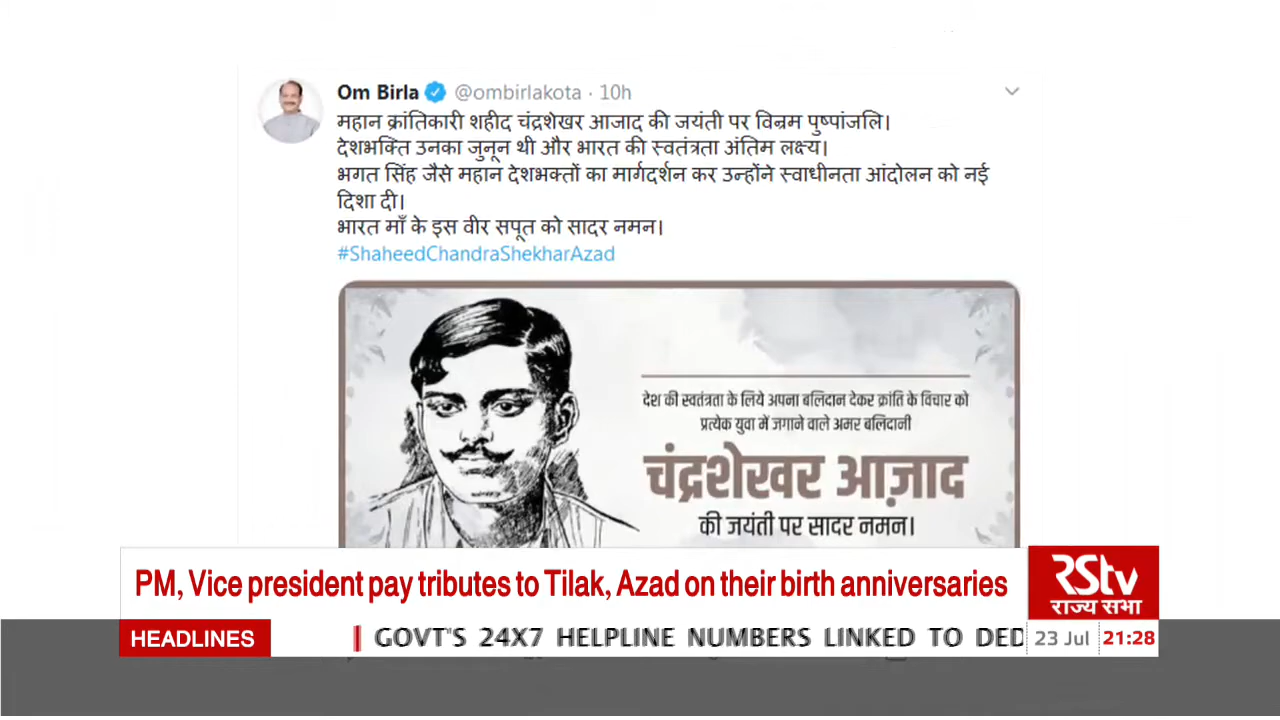 Om Birla @ombirlakota · 10h
महान क्रांतिकारी शहीद चंद्रशेखर आजाद की जयंती पर विनम्र पुष्पांजलि।
देशभक्ति उनका जुनून थी और भारत की स्वतंत्रता अंतिम लक्ष्य।
भगत सिंह जैसे महान देशभक्तों का मार्गदर्शन कर उन्होंने स्वाधीनता आंदोलन को नई
दिशा दी।
भारत माँ के इस वीर सपूत को सादर नमन।
#ShaheedChandraShekharAzad
देश की स्वतंत्रता के लिये अपना बलिदान देकर क्रांति के विचार को
प्रत्येक युवा में जगाने वाले अमर बलिदानी
चंद्रशेखर आज़ाद
की जयंती पर सादर नमन।
PM, Vice president pay tributes to Tilak, Azad on their birth anniversaries
RStv
राज्य सभा
HEADLINES
GOVT'S 24X7 HELPLINE NUMBERS LINKED TO DED
23 Jul 21:28